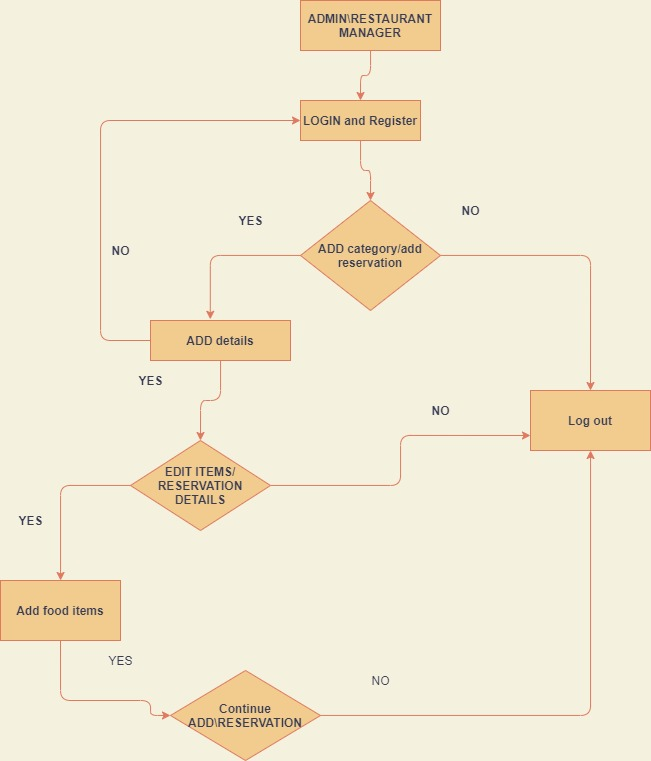 ADMIN\RESTAURANT
MANAGER
LOGIN and Register
YES
NO
ADD category/add
reservation
NO
ADD details
YES
NO
Log out
EDIT ITEMS/
RESERVATION
DETAILS
YES
Add food items
YES
NO
Continue
ADD\RESERVATION